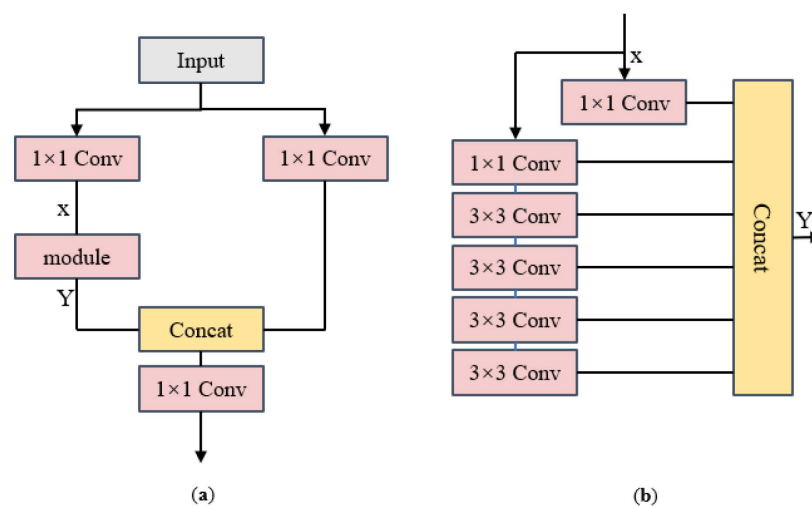 Input
1×1 Conv
1×1 Conv
x
module
Y
Concat
1×1 Conv
(a)
x
1×1 Conv
1×1 Conv
3×3 Conv
3×3 Conv
3×3 Conv
3×3 Conv
Concat
Y
(b)